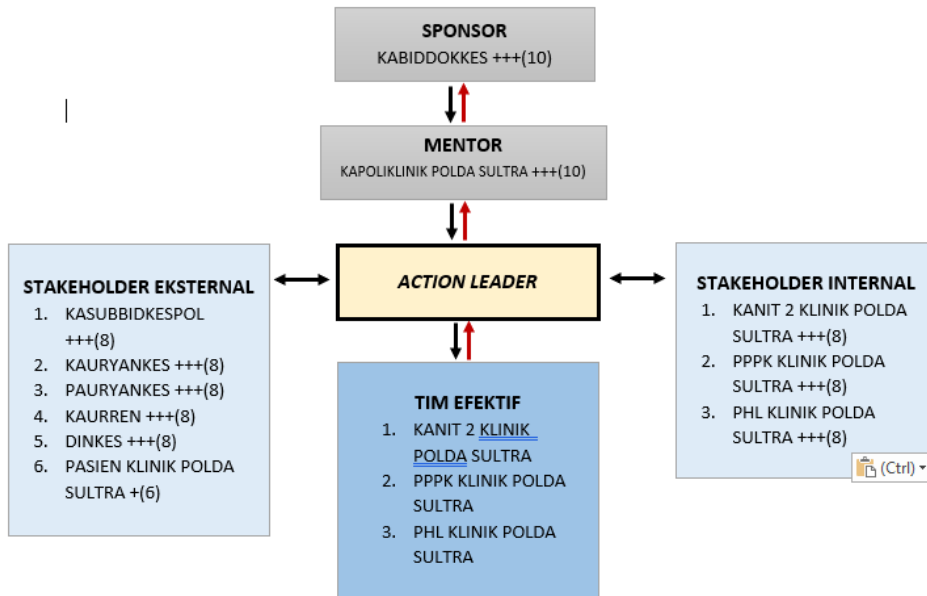 SPONSOR
KABIDDOKKES +++(10)
MENTOR
KAPOLIKLINIK POLDA SULTRA +++(10)
ACTION LEADER
STAKEHOLDER EKSTERNAL
1. KASUBBIDKESPOL
+++(8)
2. KAURYANKES +++(8)
3. PAURYANKES +++(8)
4. KAURREN +++(8)
5. DINKES +++(8)
6. PASIEN KLINIK POLDA
SULTRA +(6)
STAKEHOLDER INTERNAL
1. KANIT 2 KLINIK POLDA
SULTRA +++(8)
2. PPPK KLINIK POLDA
SULTRA +++(8)
3. PHL KLINIK POLDA
SULTRA +++(8)
(Ctrl)
TIM EFEKTIF
1. KANIT 2 KLINIK
POLDA SULTRA
2. PPPK KLINIK POLDA
SULTRA
3. PHL KLINIK POLDA
SULTRA